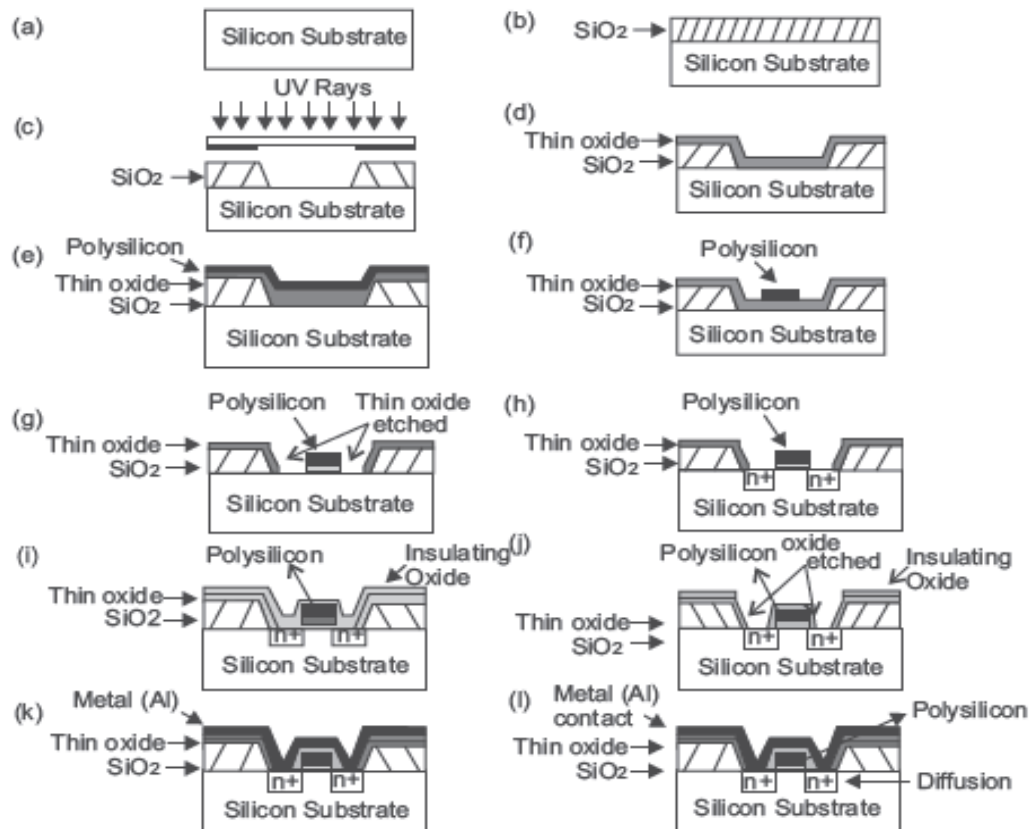 (a)
Silicon Substrate
(b)
SiO2
Silicon Substrate
UV Rays
(c)
SiO2
Silicon Substrate
(d)
Thin oxide
SiO2
Silicon Substrate
(e)
Polysilicon
Thin oxide
SiO2
Silicon Substrate
(f)
Polysilicon
SiO2
Silicon Substrate
(g)
Polysilicon
Thin oxide
etched
Thin oxide
SiO2
Silicon Substrate
(h)
Polysilicon
Thin oxide
SiO2
n+ n+
Silicon Substrate
(i)
Polysilicon
Insulating
Oxide
Thin oxide
SiO2
n+ n+
Silicon Substrate
(j)
Polysilicon
oxide
etched
Insulating
Oxide
Thin oxide
SiO2
n+ n+
Silicon Substrate
(k)
Metal (Al)
Thin oxide
SiO2
n+ n+
Silicon Substrate
(l)
Metal (Al)
contact
Polysilicon
Thin oxide
SiO2
n+ n+
Diffusion
Silicon Substrate